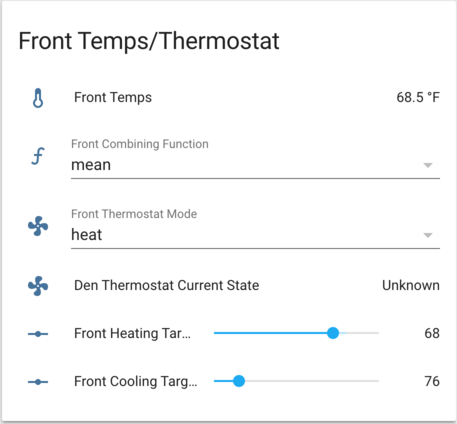 Front Temps/Thermostat
Front Temps 68.5 °F
Front Combining Function
mean
Front Thermostat Mode
heat
Den Thermostat Current State Unknown
Front Heating Tar... 68
Front Cooling Targ... 76